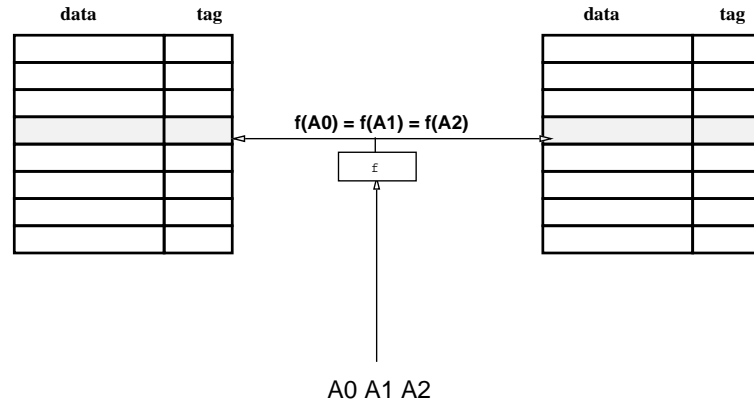 data tag data tag
f(A0) = f(A1) = f(A2)
f
A0 A1 A2